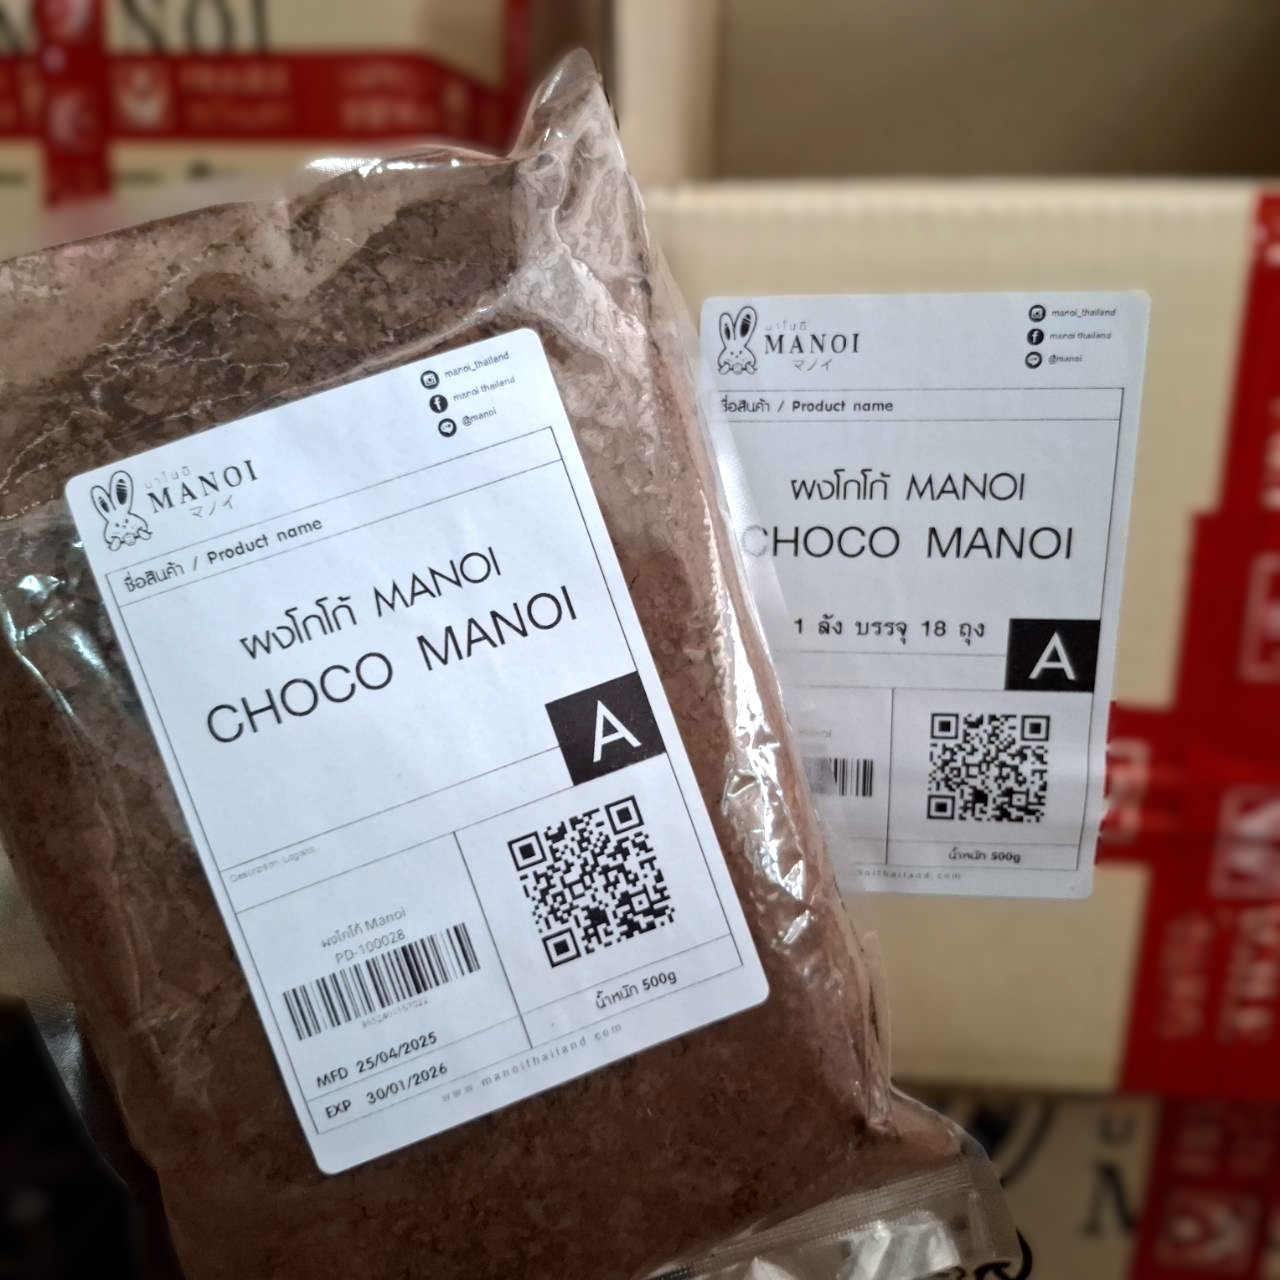 manoi_thailand
manoi thailand
@manoi
มาโนอิ
MANOI
マノイ
ชื่อสินค้า / Product name
ผงโกโก้ MANOI
CHOCO MANOI
A
Description Logistic
ผงโกโก้ Manoi
PD-100028
MFD 25/04/2025
EXP 30/01/2026
น้ำหนัก 500g
www.manoithailand.com
มาโนอิ
MANOI
マノイ
manoi_thailand
manoi thailand
@manoi
ชื่อสินค้า / Product name
ผงโกโก้ MANOI
CHOCO MANOI
1 ลัง บรรจุ 18 ถุง
A
น้ำหนัก 500g
noithailand.com